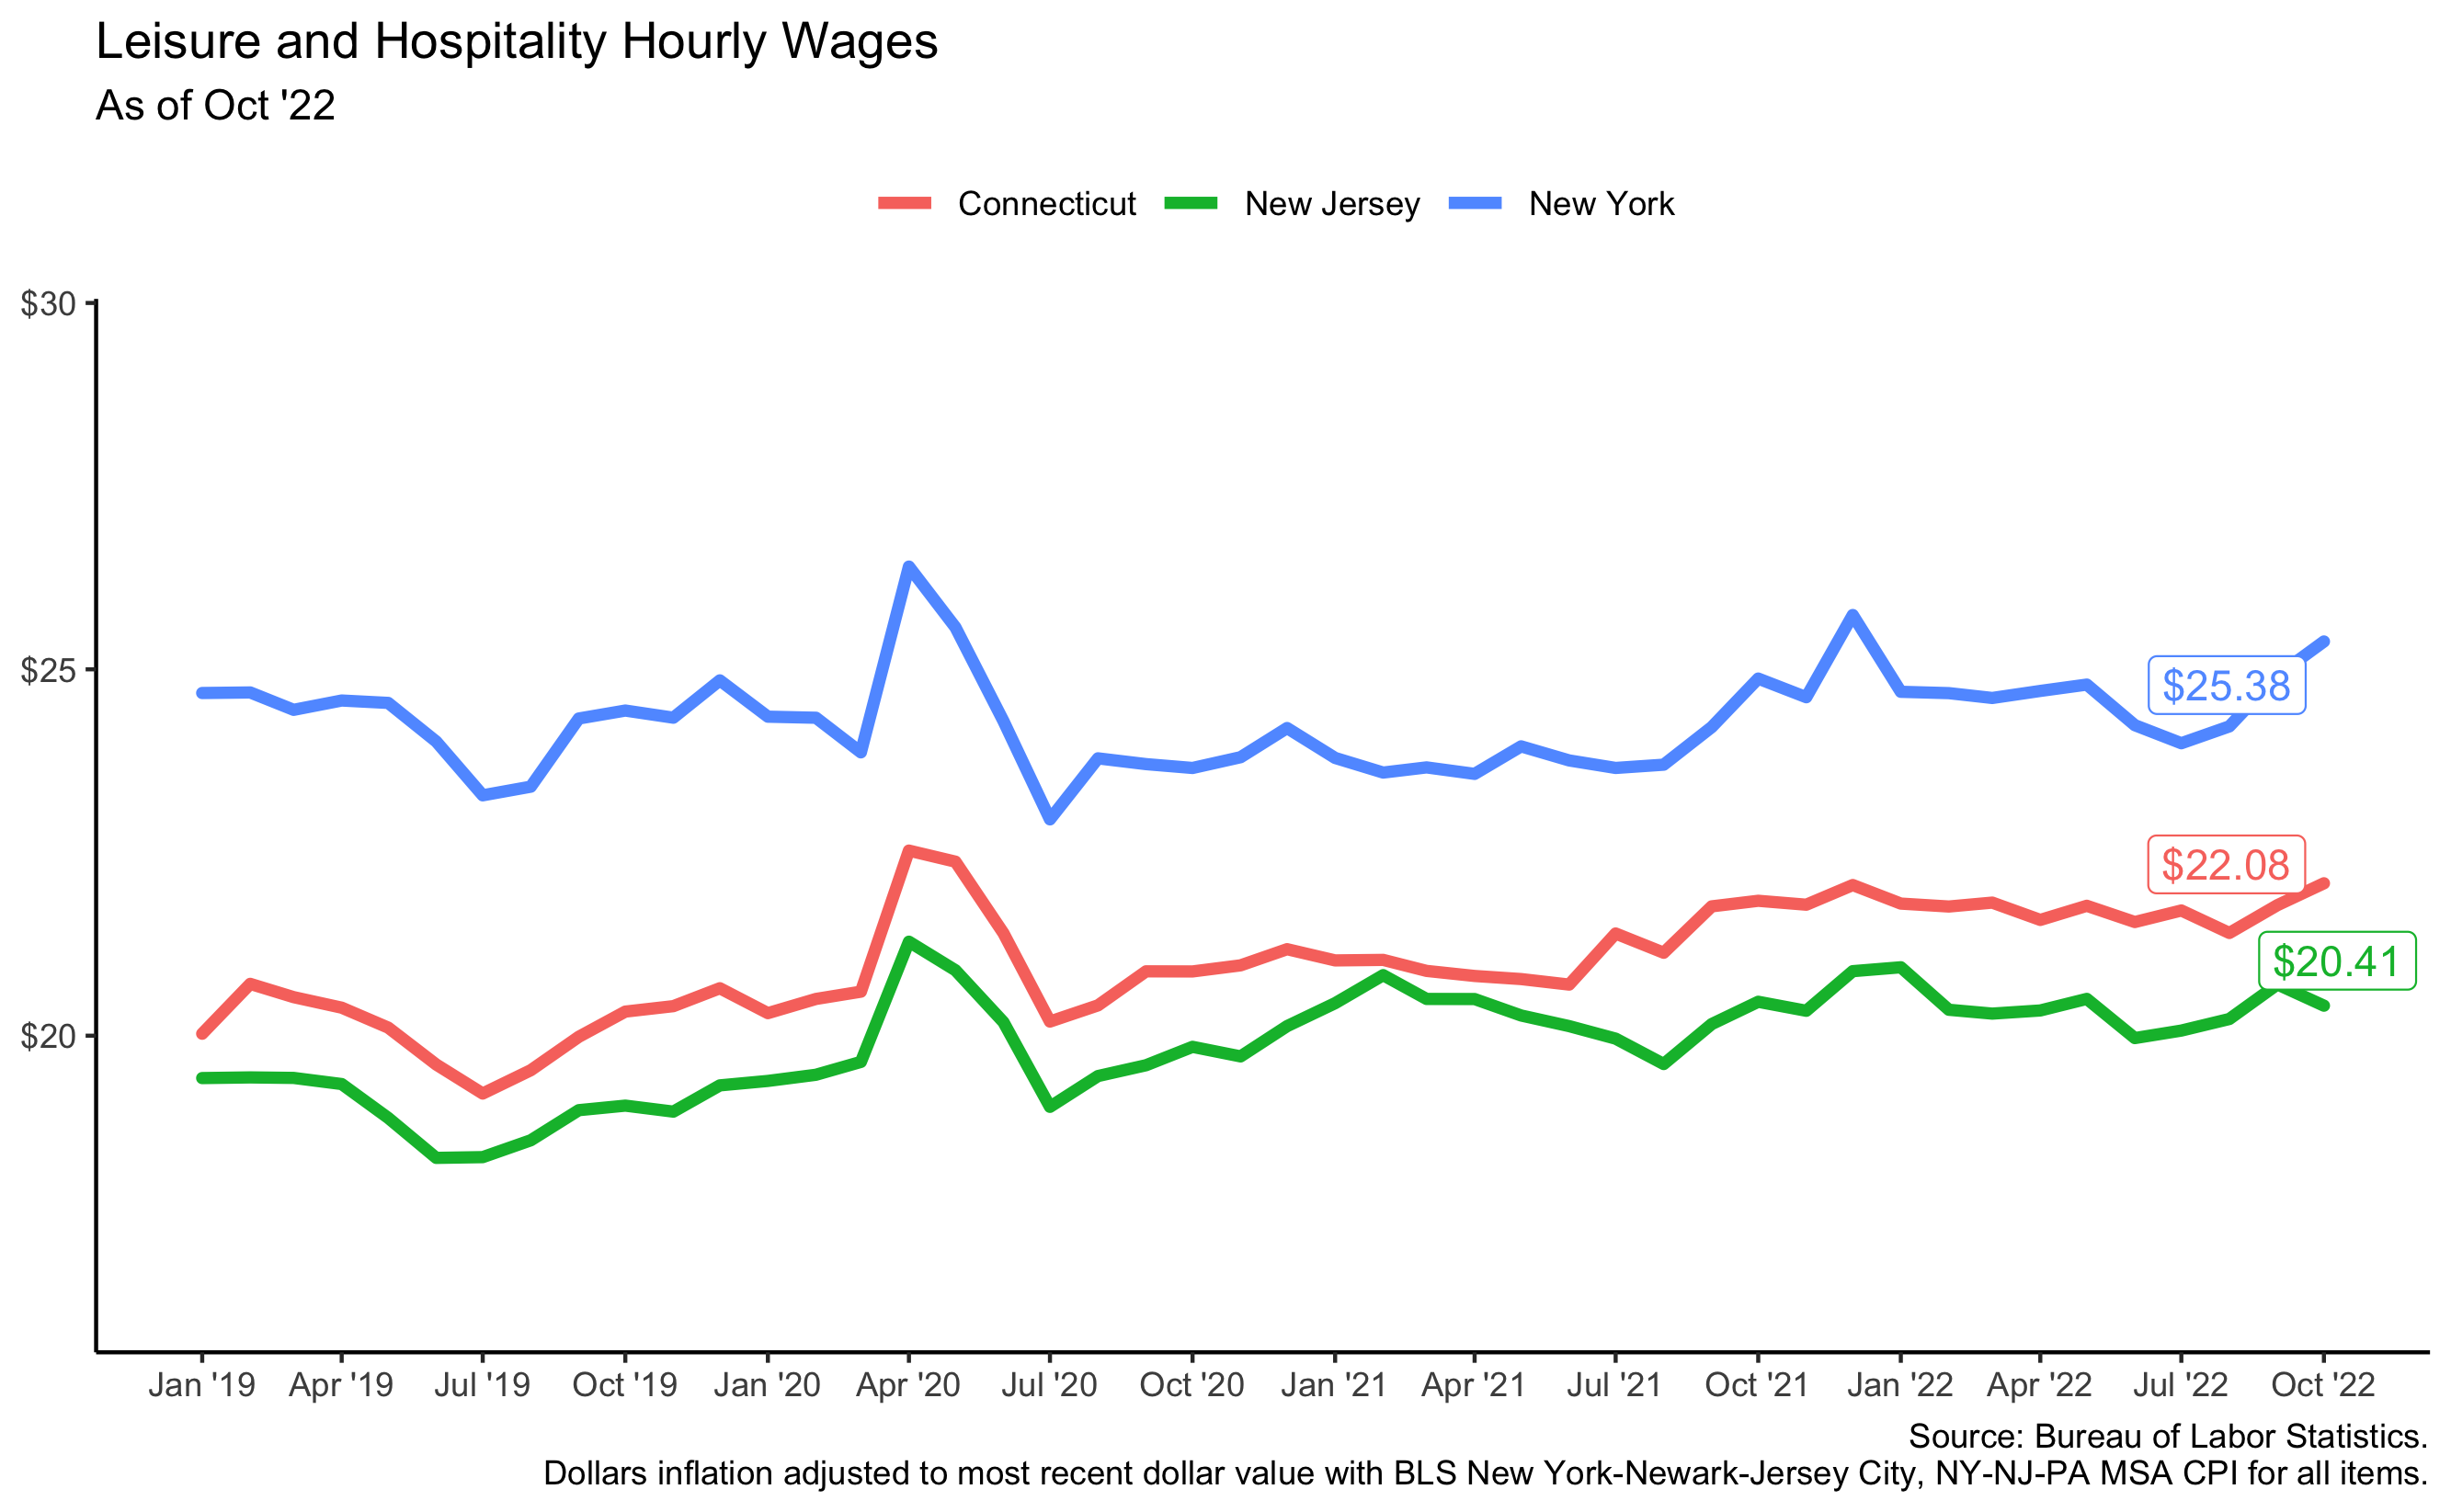 Leisure and Hospitality Hourly Wages
As of Oct '22
Connecticut New Jersey New York
$30
$25
$20
$25.38
$22.08
$20.41
Jan '19 Apr '19 Jul '19 Oct '19 Jan '20 Apr '20 Jul '20 Oct '20 Jan '21 Apr '21 Jul '21 Oct '21 Jan '22 Apr '22 Jul '22 Oct '22
Source: Bureau of Labor Statistics.
Dollars inflation adjusted to most recent dollar value with BLS New York-Newark-Jersey City, NY-NJ-PA MSA CPI for all items.